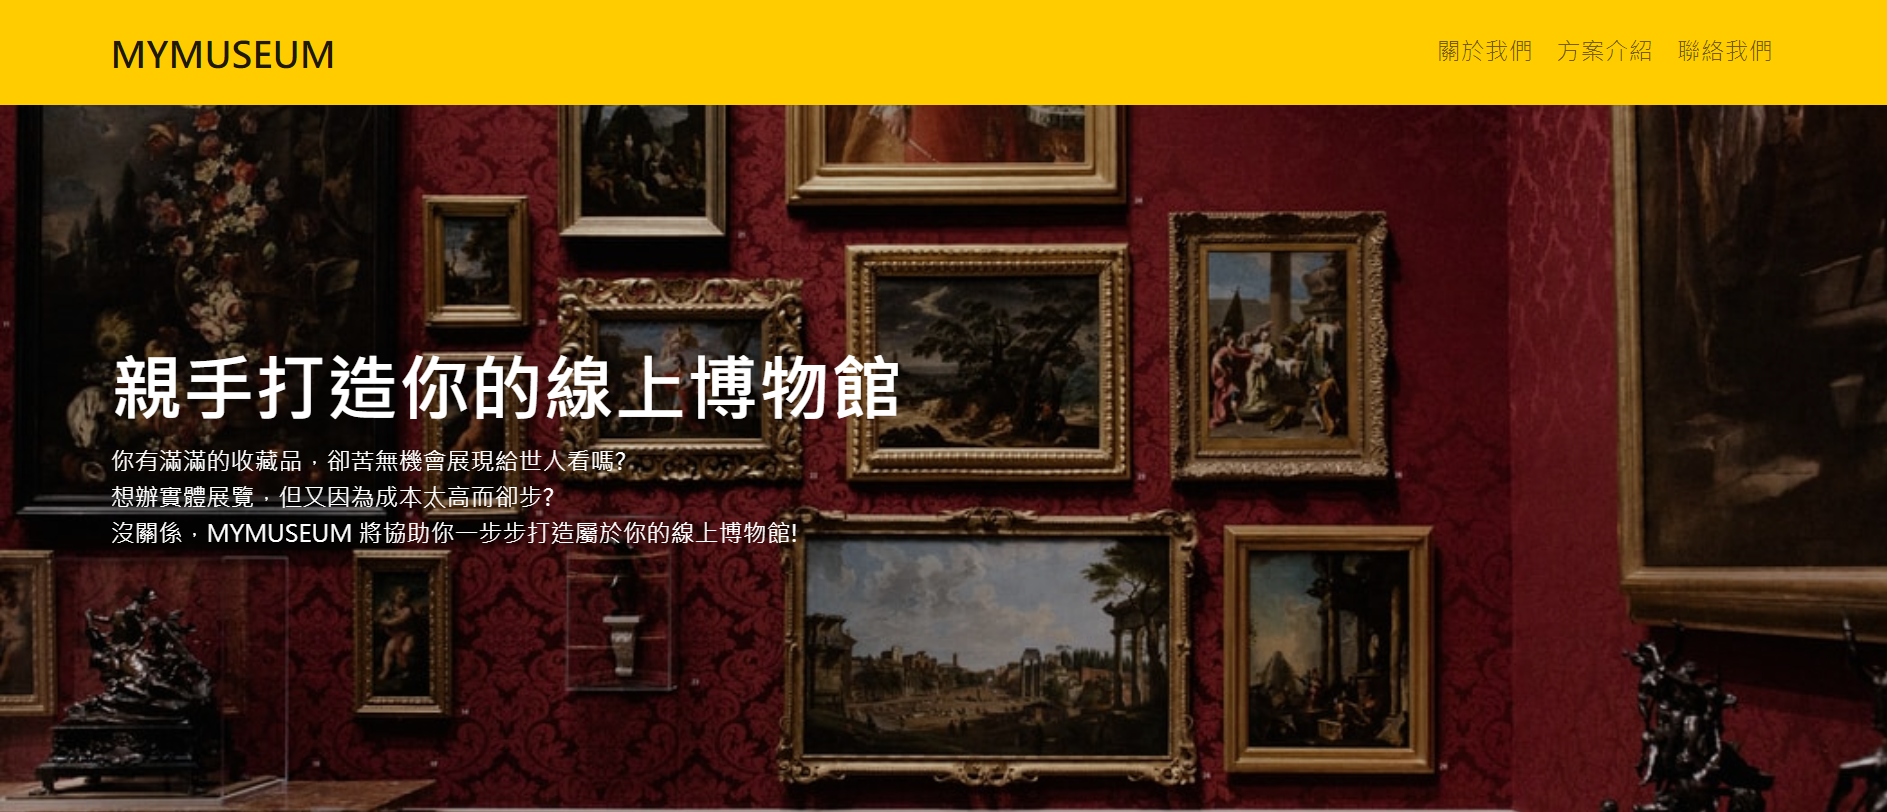 MYMUSEUM
關於我們 方案介紹 聯絡我們
親手打造你的線上博物館
你有滿滿的收藏品，卻苦無機會展現給世人看嗎?
想辦實體展覽，但又因為成本太高而卻步?
沒關係，MYMUSEUM 將協助你一步步打造屬於你的線上博物館!